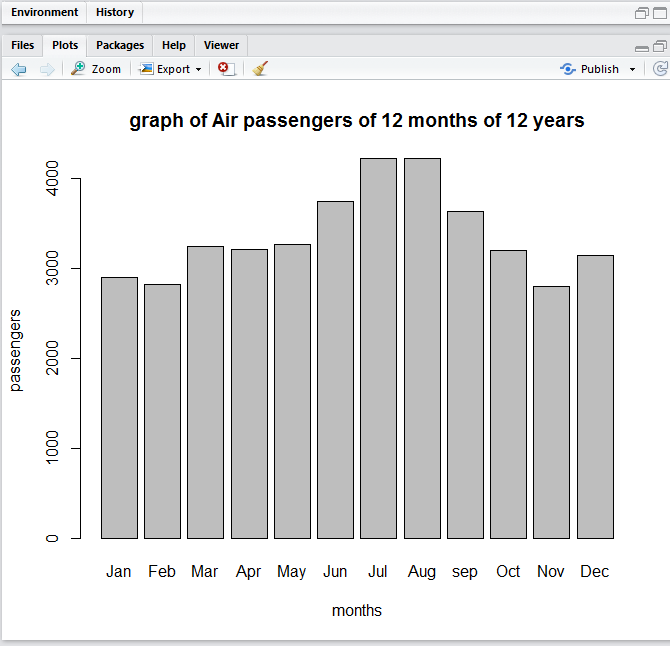 Environment History
Files Plots Packages Help Viewer
Zoom Export Publish
graph of Air passengers of 12 months of 12 years
4000
3000
2000
1000
0
passengers
Jan Feb Mar Apr May Jun Jul Aug sep Oct Nov Dec
months